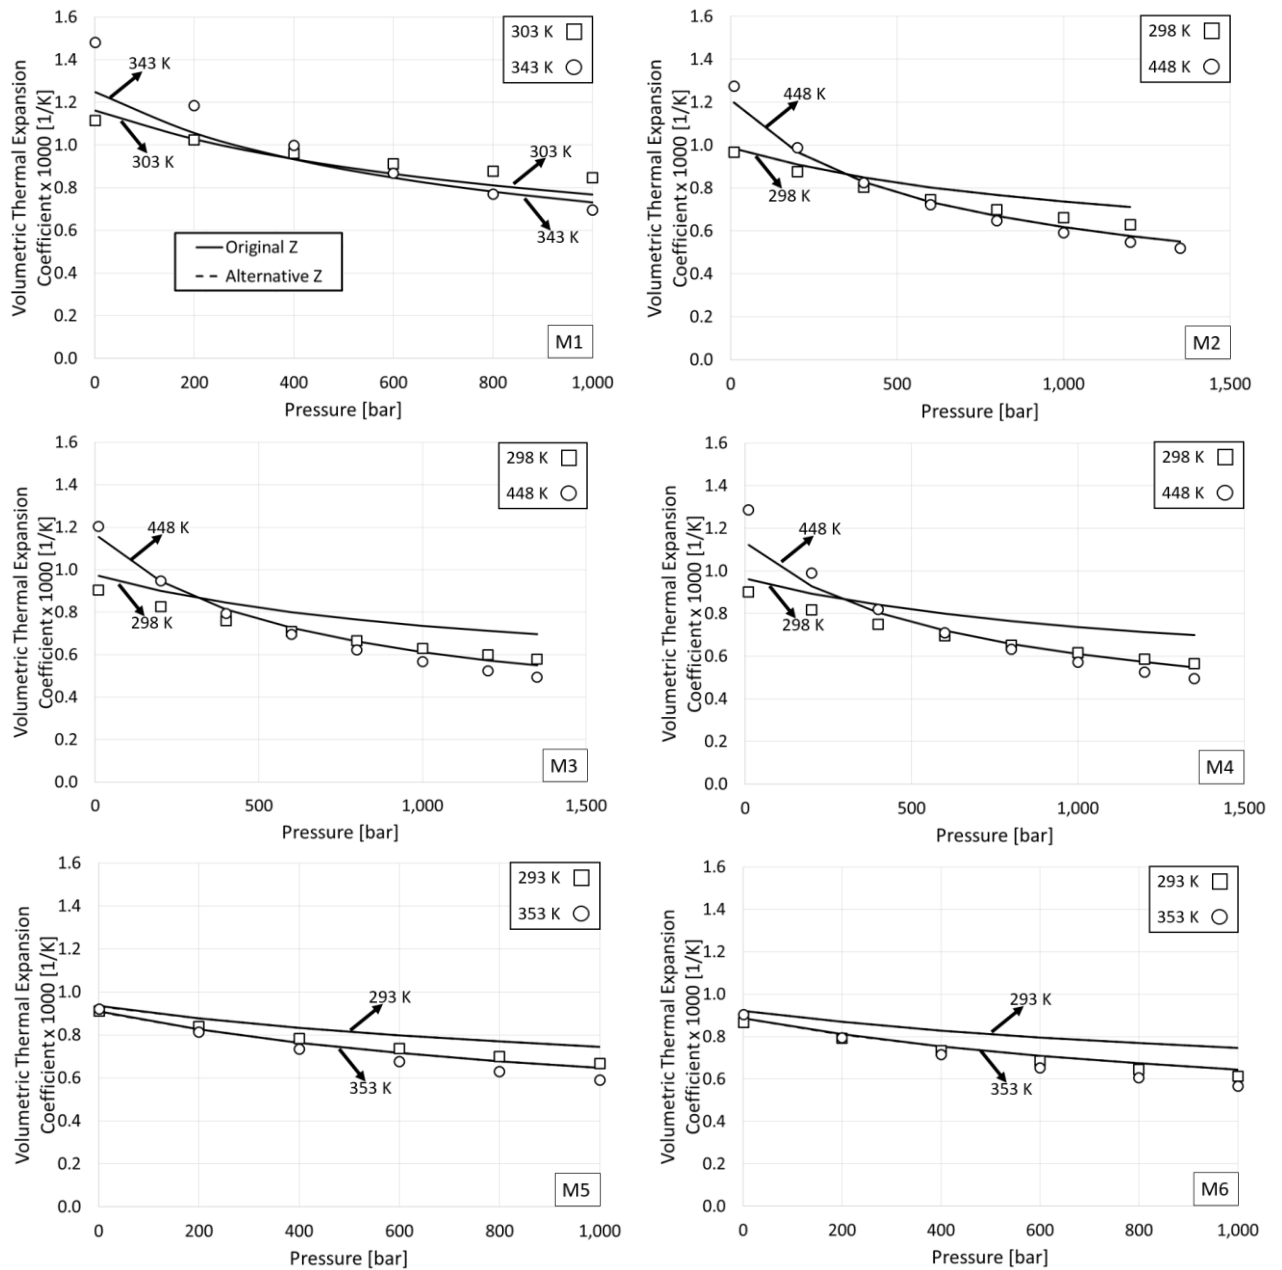 1.6
1.4
1.2
1.0
0.8
0.6
0.4
0.2
0.0
Volumetric Thermal Expansion
Coefficient x 1000 [1/K]
303 K
343 K
343 K
303 K
303 K
343 K
Original Z
Alternative Z
M1
0
200
400
600
800
1,000
Pressure [bar]
1.6
1.4
1.2
1.0
0.8
0.6
0.4
0.2
0.0
Volumetric Thermal Expansion
Coefficient x 1000 [1/K]
298 K
448 K
448 K
298 K
M2
0
500
1,000
1,500
Pressure [bar]
1.6
1.4
1.2
1.0
0.8
0.6
0.4
0.2
0.0
Volumetric Thermal Expansion
Coefficient x 1000 [1/K]
298 K
448 K
448 K
298 K
M3
0
500
1,000
1,500
Pressure [bar]
1.6
1.4
1.2
1.0
0.8
0.6
0.4
0.2
0.0
Volumetric Thermal Expansion
Coefficient x 1000 [1/K]
298 K
448 K
448 K
298 K
M4
0
500
1,000
1,500
Pressure [bar]
1.6
1.4
1.2
1.0
0.8
0.6
0.4
0.2
0.0
Volumetric Thermal Expansion
Coefficient x 1000 [1/K]
293 K
353 K
293 K
353 K
M5
0
200
400
600
800
1,000
Pressure [bar]
1.6
1.4
1.2
1.0
0.8
0.6
0.4
0.2
0.0
Volumetric Thermal Expansion
Coefficient x 1000 [1/K]
293 K
353 K
293 K
353 K
M6
0
200
400
600
800
1,000
Pressure [bar]